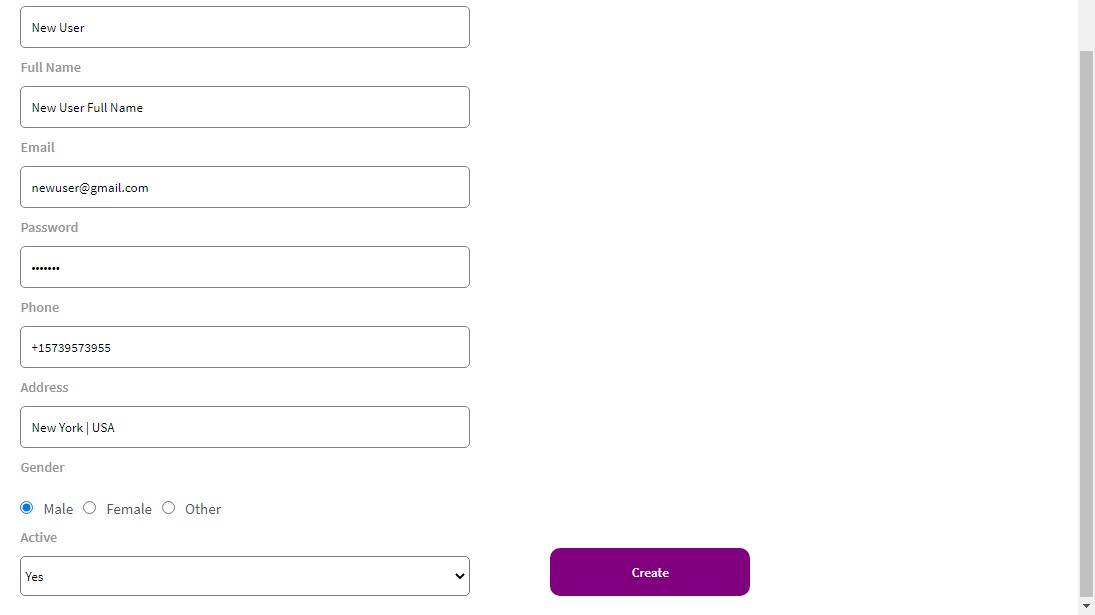 New User
Full Name
New User Full Name
Email
newuser@gmail.com
Password
•••••••
Phone
+15739573955
Address
New York | USA
Gender
Male Female Other
Active
Yes
Create